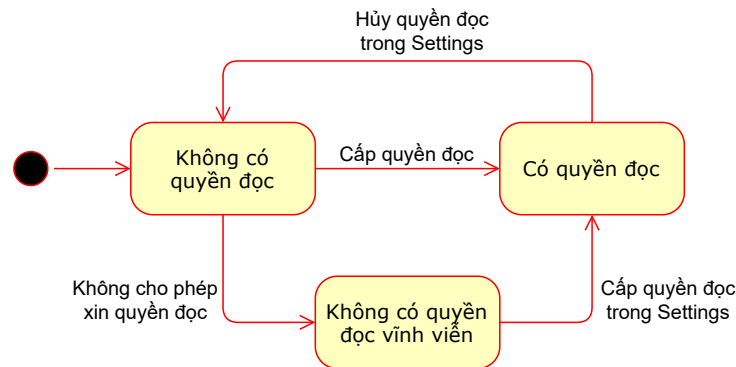 Hủy quyền đọc
trong Settings
Không có
quyền đọc
Cấp quyền đọc
Có quyền đọc
Không cho phép
xin quyền đọc
Không có quyền
đọc vĩnh viễn
Cấp quyền đọc
trong Settings